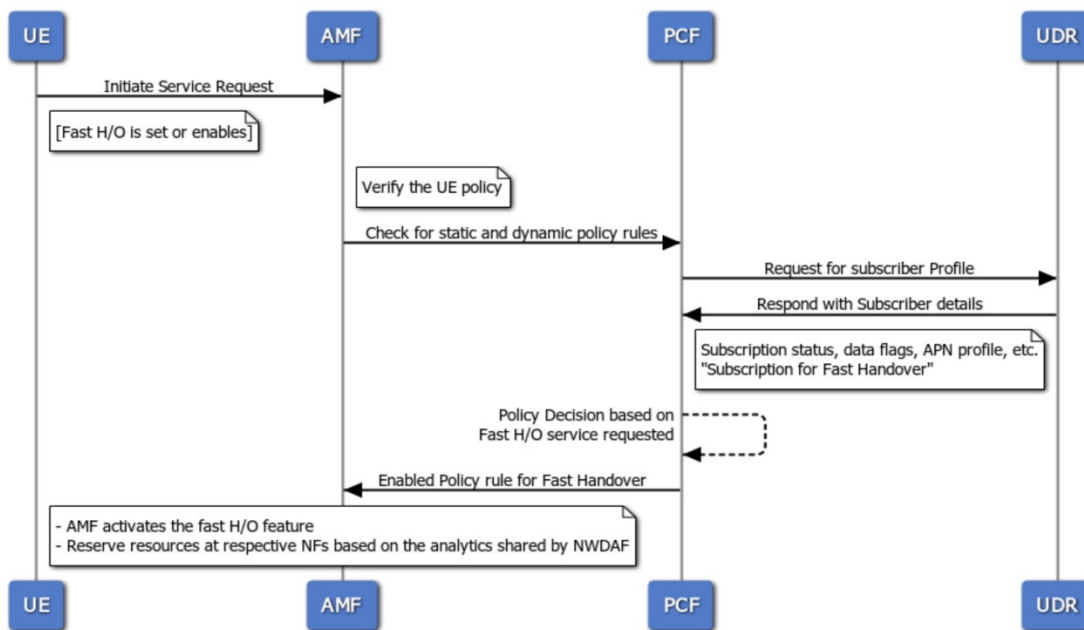 UE
AMF
PCF
UDR
Initiate Service Request
[Fast H/O is set or enables]
Verify the UE policy
Check for static and dynamic policy rules
Request for subscriber Profile
Respond with Subscriber details
Subscription status, data flags, APN profile, etc.
"Subscription for Fast Handover"
Policy Decision based on
Fast H/O service requested
Enabled Policy rule for Fast Handover
- AMF activates the fast H/O feature
- Reserve resources at respective NFs based on the analytics shared by NWDAF
UE
AMF
PCF
UDR